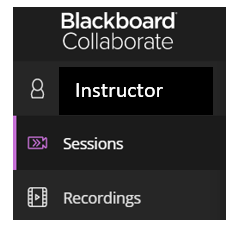 Blackboard
Collaborate
Instructor
Sessions
Recordings